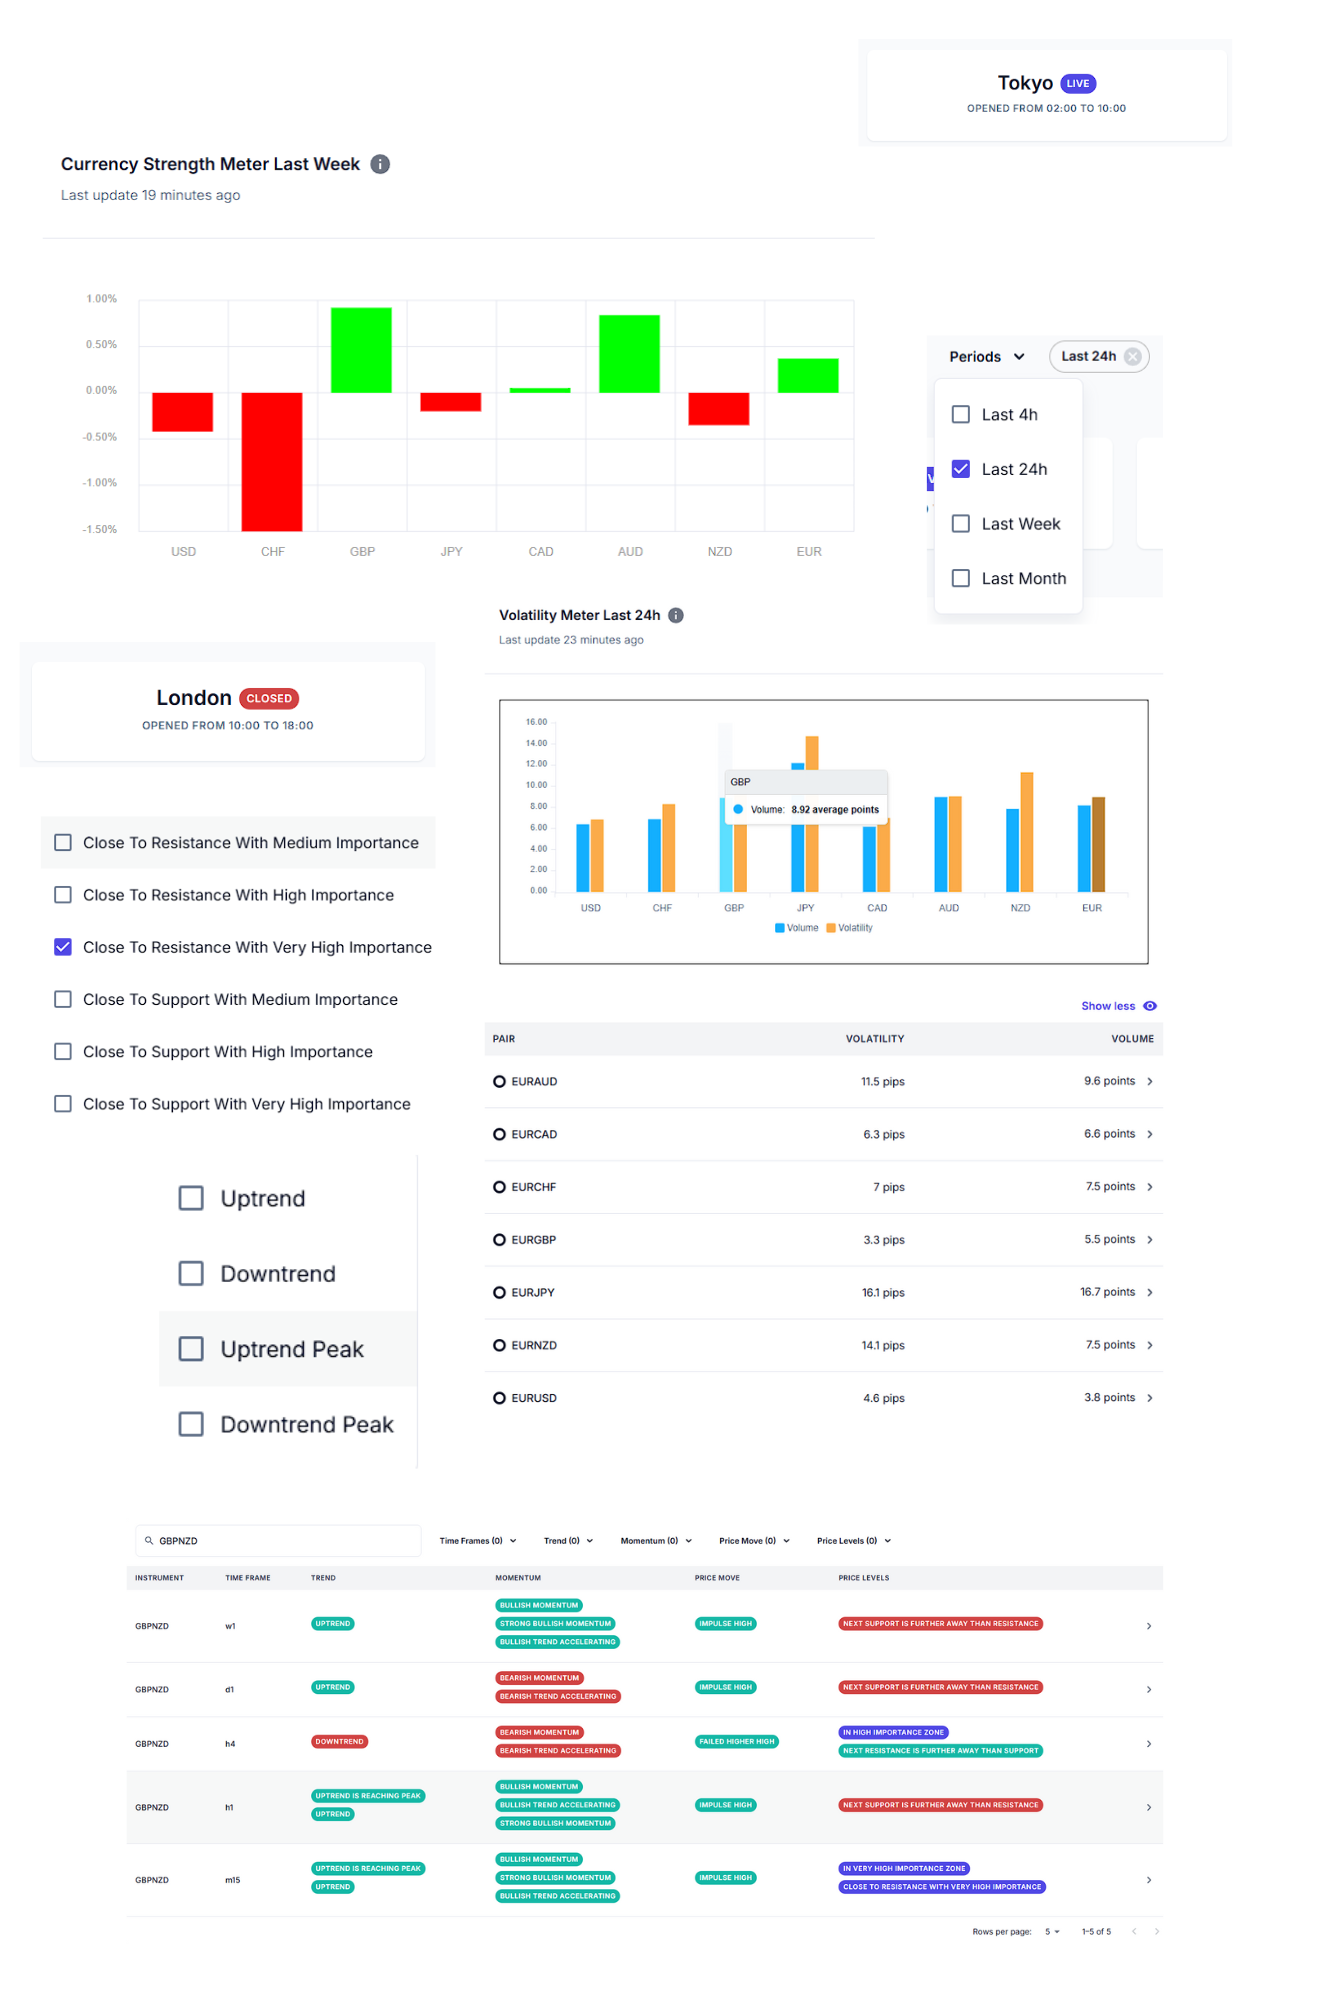 Tokyo LIVE
OPENED FROM 02:00 TO 10:00
Currency Strength Meter Last Week
Last update 19 minutes ago
1.00%
0.50%
0.00%
-0.50%
-1.00%
-1.50%
USD CHF GBP JPY CAD AUD NZD EUR
Periods Last 24h
Last 4h
Last 24h
Last Week
Last Month
Volatility Meter Last 24h
Last update 23 minutes ago
London CLOSED
OPENED FROM 10:00 TO 18:00
16.00
14.00
12.00
10.00
8.00
6.00
4.00
2.00
0.00
GBP
Volume: 8.92 average points
USD CHF GBP JPY CAD AUD NZD EUR
Volume Volatility
Close To Resistance With Medium Importance
Close To Resistance With High Importance
Close To Resistance With Very High Importance
Close To Support With Medium Importance
Close To Support With High Importance
Close To Support With Very High Importance
Show less
PAIR VOLATILITY VOLUME
EURAUD 11.5 pips 9.6 points
EURCAD 6.3 pips 6.6 points
EURCHF 7 pips 7.5 points
EURGBP 3.3 pips 5.5 points
EURJPY 16.1 pips 16.7 points
EURNZD 14.1 pips 7.5 points
EURUSD 4.6 pips 3.8 points
Uptrend
Downtrend
Uptrend Peak
Downtrend Peak
GBPNZD Time Frames (0) Trend (0) Momentum (0) Price Move (0) Price Levels (0)
INSTRUMENT TIME FRAME TREND MOMENTUM PRICE MOVE PRICE LEVELS
BULLISH MOMENTUM
GBPNZD w1 UPTREND STRONG BULLISH MOMENTUM IMPULSE HIGH NEXT SUPPORT IS FURTHER AWAY THAN RESISTANCE
BULLISH TREND ACCELERATING
BEARISH MOMENTUM
GBPNZD d1 UPTREND IMPULSE HIGH NEXT SUPPORT IS FURTHER AWAY THAN RESISTANCE
BEARISH TREND ACCELERATING
BEARISH MOMENTUM IN HIGH IMPORTANCE ZONE
GBPNZD h4 DOWNTREND FAILED HIGHER HIGH
BEARISH TREND ACCELERATING NEXT RESISTANCE IS FURTHER AWAY THAN SUPPORT
UPTREND IS REACHING PEAK BULLISH MOMENTUM
GBPNZD h1 BULLISH TREND ACCELERATING IMPULSE HIGH NEXT SUPPORT IS FURTHER AWAY THAN RESISTANCE
UPTREND STRONG BULLISH MOMENTUM
UPTREND IS REACHING PEAK BULLISH MOMENTUM IN VERY HIGH IMPORTANCE ZONE
GBPNZD m15 STRONG BULLISH MOMENTUM IMPULSE HIGH
UPTREND BULLISH TREND ACCELERATING CLOSE TO RESISTANCE WITH VERY HIGH IMPORTANCE
Rows per page: 5 1–5 of 5